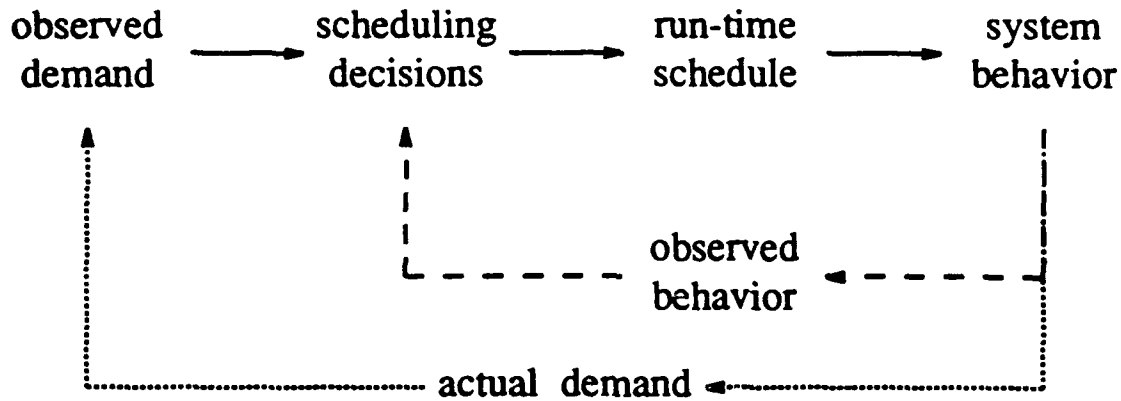 observed
demand
scheduling
decisions
run-time
schedule
system
behavior
observed
behavior
actual demand